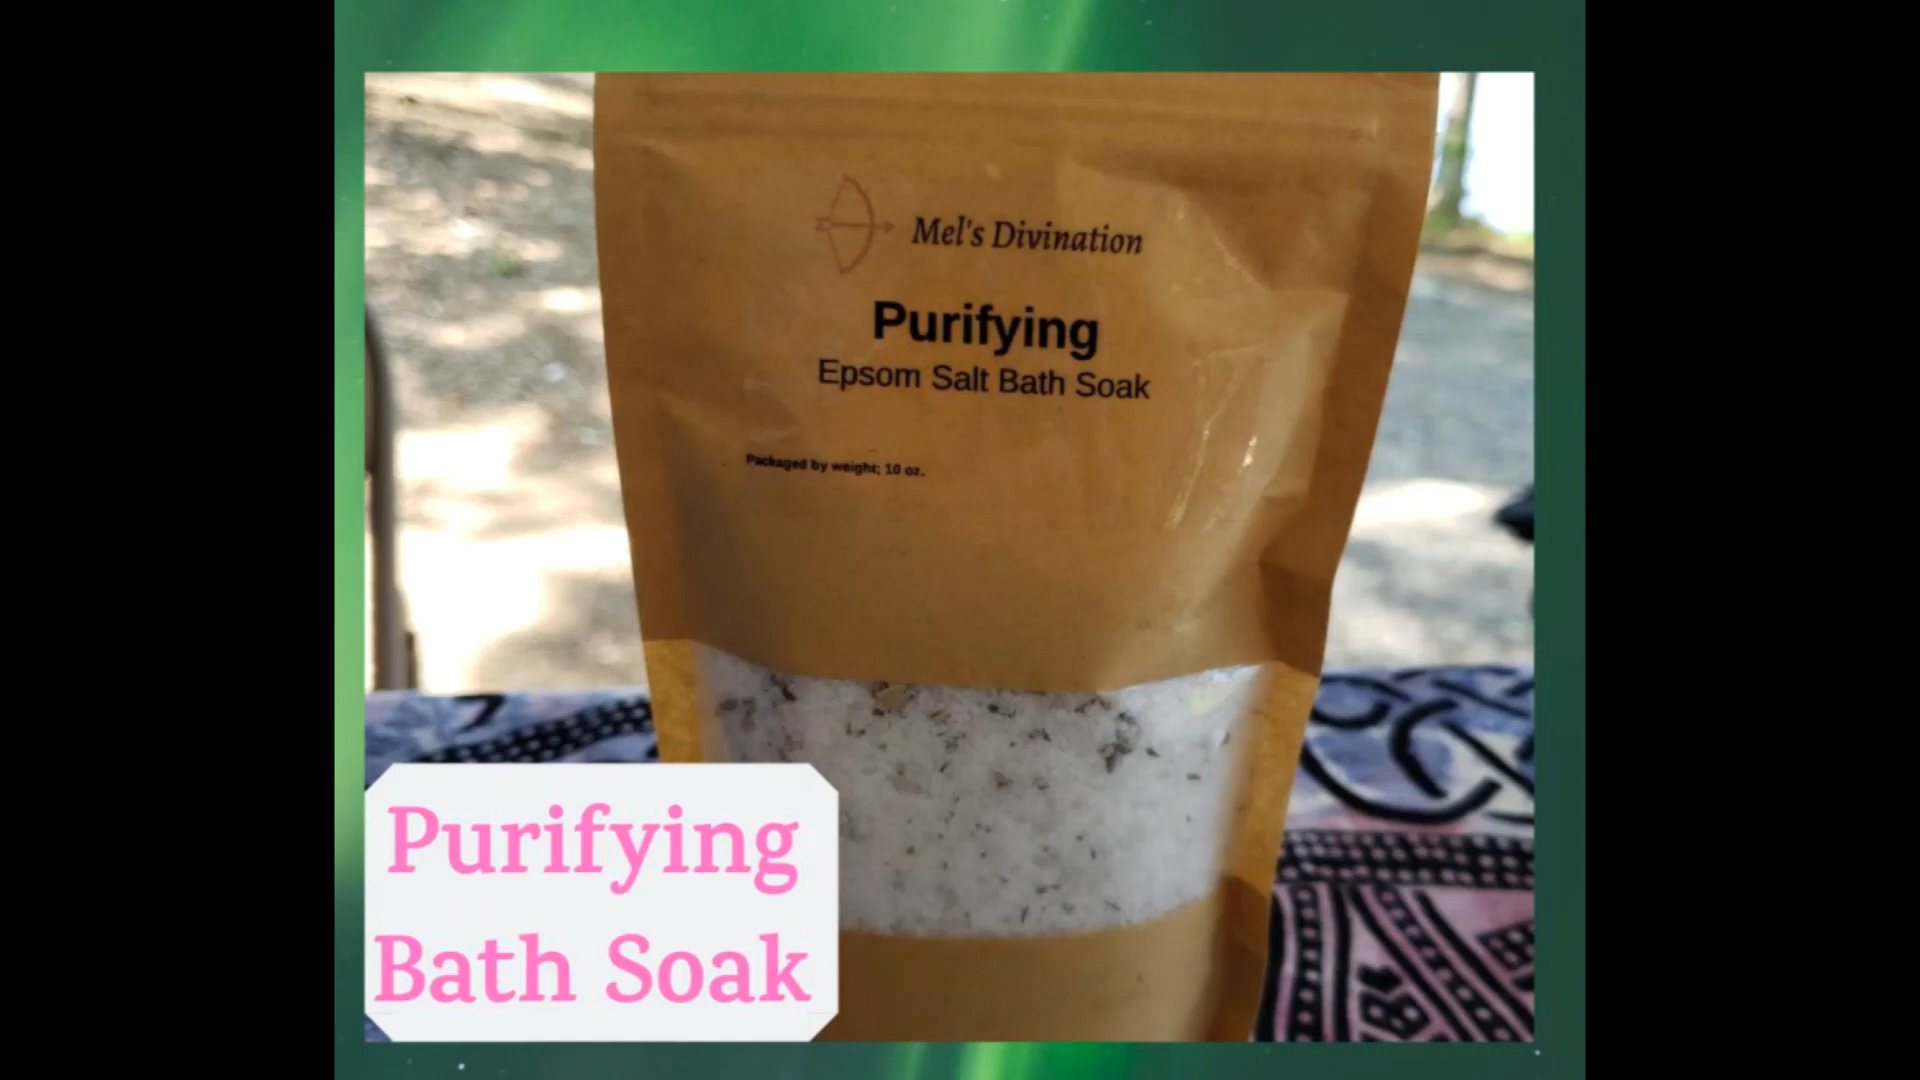 Mel's Divination
Purifying
Epsom Salt Bath Soak
Packaged by weight; 10 oz.
Purifying
Bath Soak